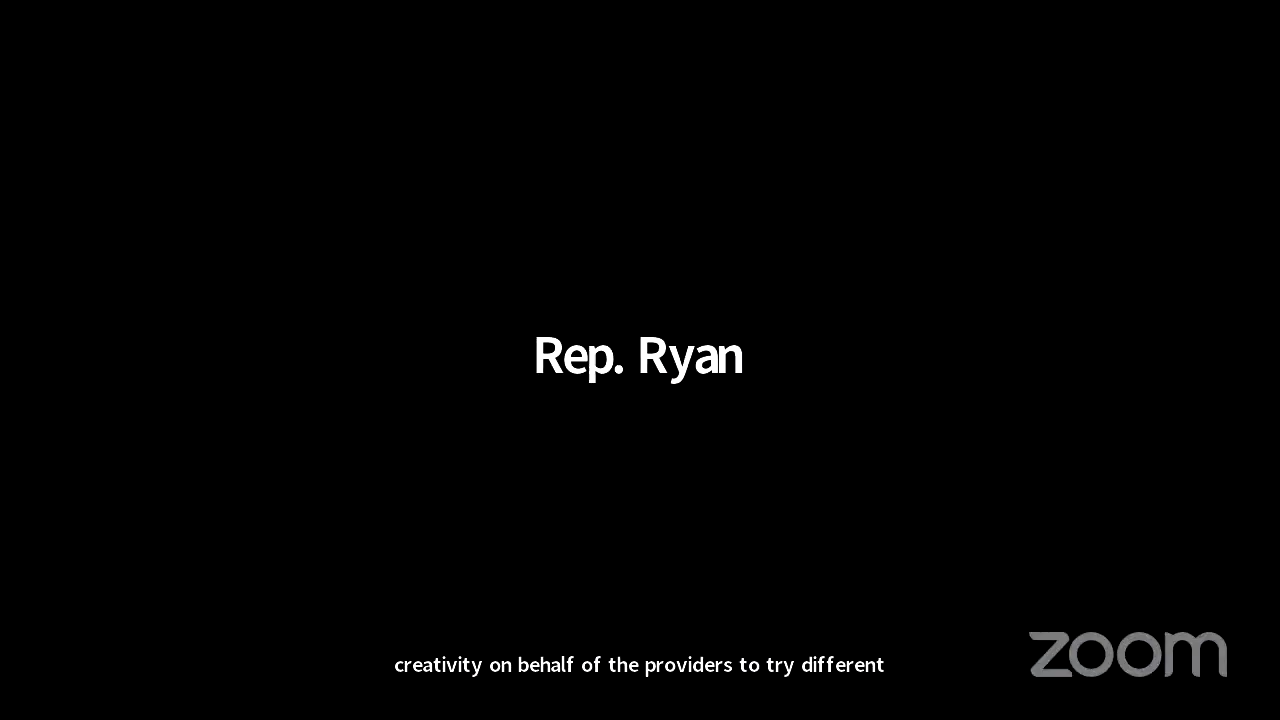 Rep. Ryan
creativity on behalf of the providers to try different
zoom